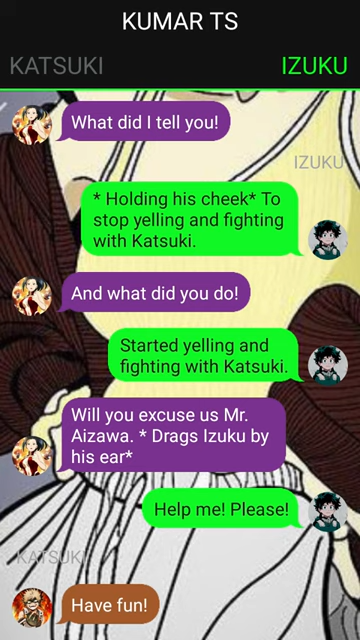 KUMAR TS
KATSUKI
IZUKU
What did I tell you!
IZUKU
* Holding his cheek* To
stop yelling and fighting
with Katsuki.
And what did you do!
Started yelling and
fighting with Katsuki.
Will you excuse us Mr.
Aizawa. * Drags Izuku by
his ear*
Help me! Please!
KATSUKI
Have fun!